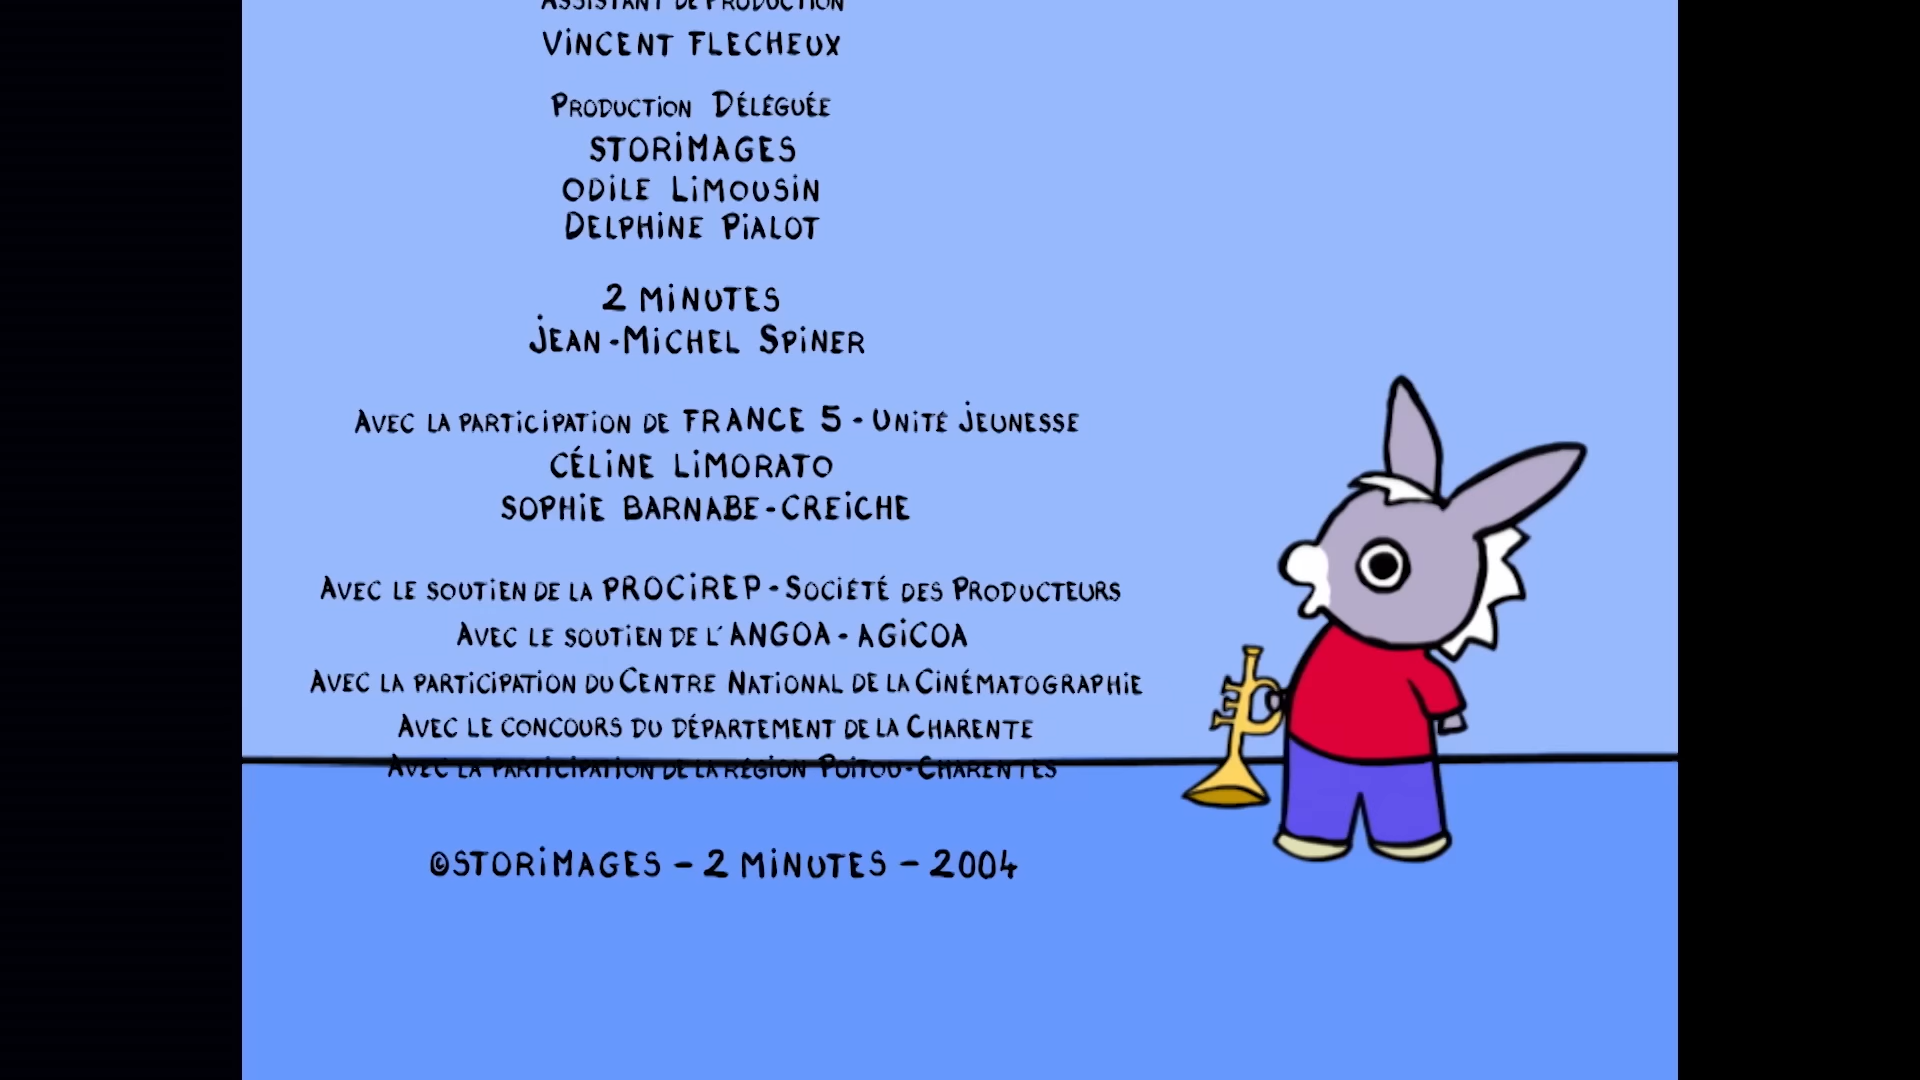 ASSISTANT DE PRODUCTION
VINCENT FLECHEUX
PRODUCTION DÉLÉGUÉE
STORIMAGES
ODILE LIMOUSIN
DELPHINE PIALOT
2 MINUTES
JEAN-MICHEL SPINER
AVEC LA PARTICIPATION DE FRANCE 5 - UNITÉ JEUNESSE
CÉLINE LIMORATO
SOPHIE BARNABE-CREICHE
AVEC LE SOUTIEN DE LA PROCIREP - SOCIÉTÉ DES PRODUCTEURS
AVEC LE SOUTIEN DE L'ANGOA - AGICOA
AVEC LA PARTICIPATION DU CENTRE NATIONAL DE LA CINÉMATOGRAPHIE
AVEC LE CONCOURS DU DÉPARTEMENT DE LA CHARENTE
AVEC LA PARTICIPATION DE LA RÉGION POITOU-CHARENTES
©STORIMAGES – 2 MINUTES – 2004